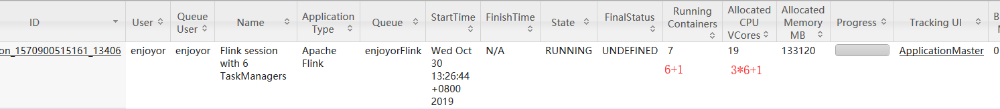 ID User Queue User Name Application Type Queue StartTime FinishTime State FinalStatus Running Containers Allocated CPU VCores Allocated Memory MB Progress Tracking UI B
on_1570900515161_13406 enjoyor enjoyor Flink session with 6 TaskManagers Apache Flink enjoyorFlink Wed Oct 30 13:26:44 +0800 2019 N/A RUNNING UNDEFINED 7 19 133120 ApplicationMaster 0
6+1 3*6+1